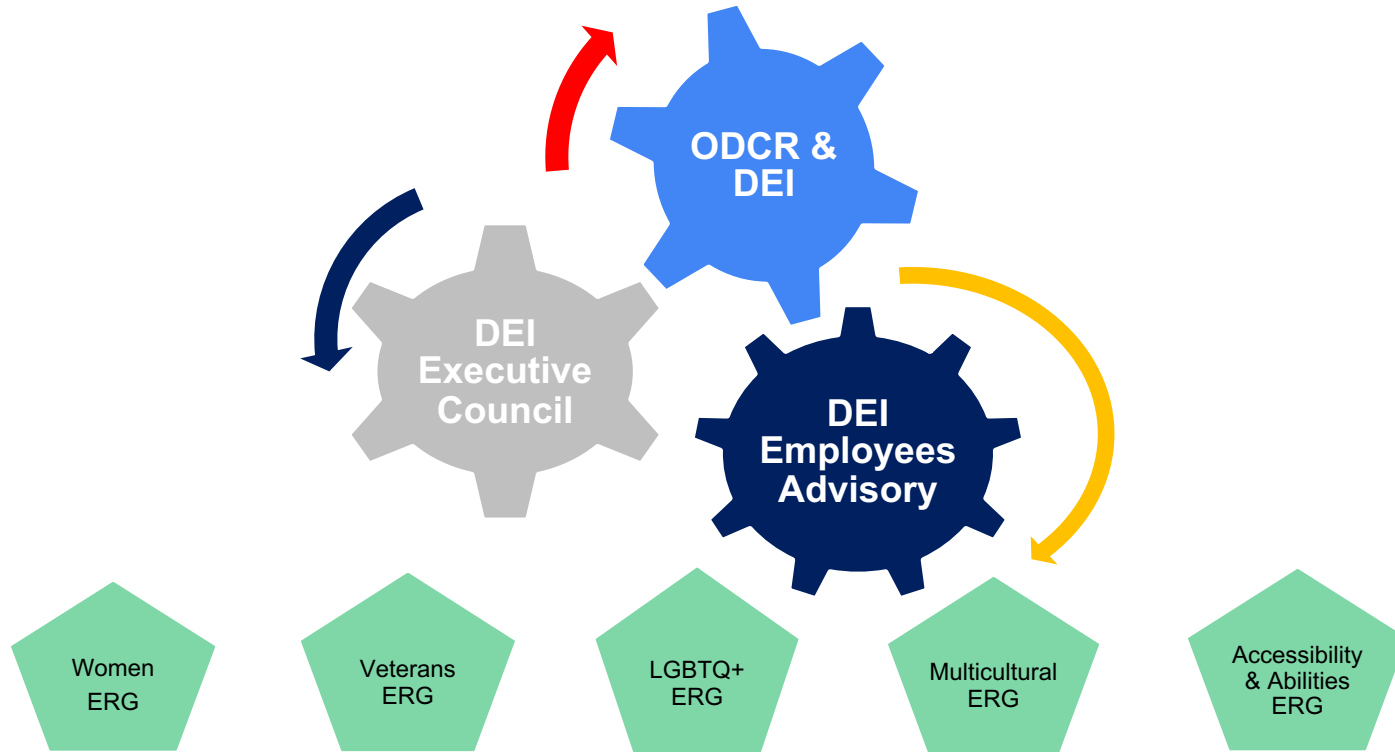 ODCR &
DEI
DEI
Executive
Council
DEI
Employees
Advisory
Women
ERG
Veterans
ERG
LGBTQ+
ERG
Multicultural
ERG
Accessibility
& Abilities
ERG